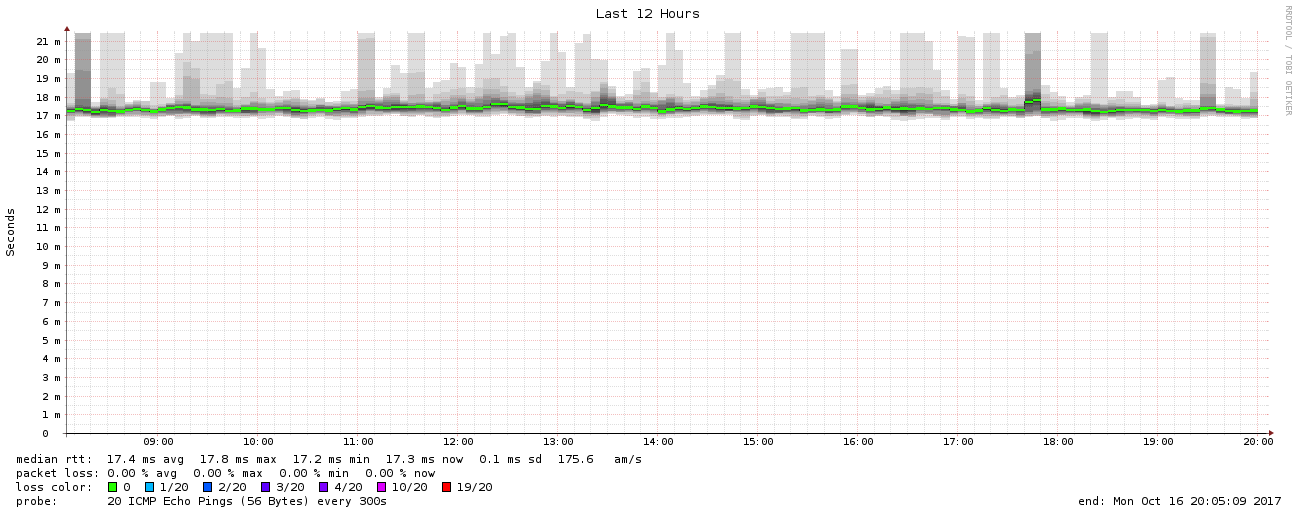 Last 12 Hours
RRDTOOL / TOBI OETIKER
Seconds
21 m
20 m
19 m
18 m
17 m
16 m
15 m
14 m
13 m
12 m
11 m
10 m
9 m
8 m
7 m
6 m
5 m
4 m
3 m
2 m
1 m
0
09:00 10:00 11:00 12:00 13:00 14:00 15:00 16:00 17:00 18:00 19:00 20:00
median rtt: 17.4 ms avg 17.8 ms max 17.2 ms min 17.3 ms now 0.1 ms sd 175.6 am/s
packet loss: 0.00 % avg 0.00 % max 0.00 % min 0.00 % now
loss color: 0 1/20 2/20 3/20 4/20 10/20 19/20
probe: 20 ICMP Echo Pings (56 Bytes) every 300s end: Mon Oct 16 20:05:09 2017